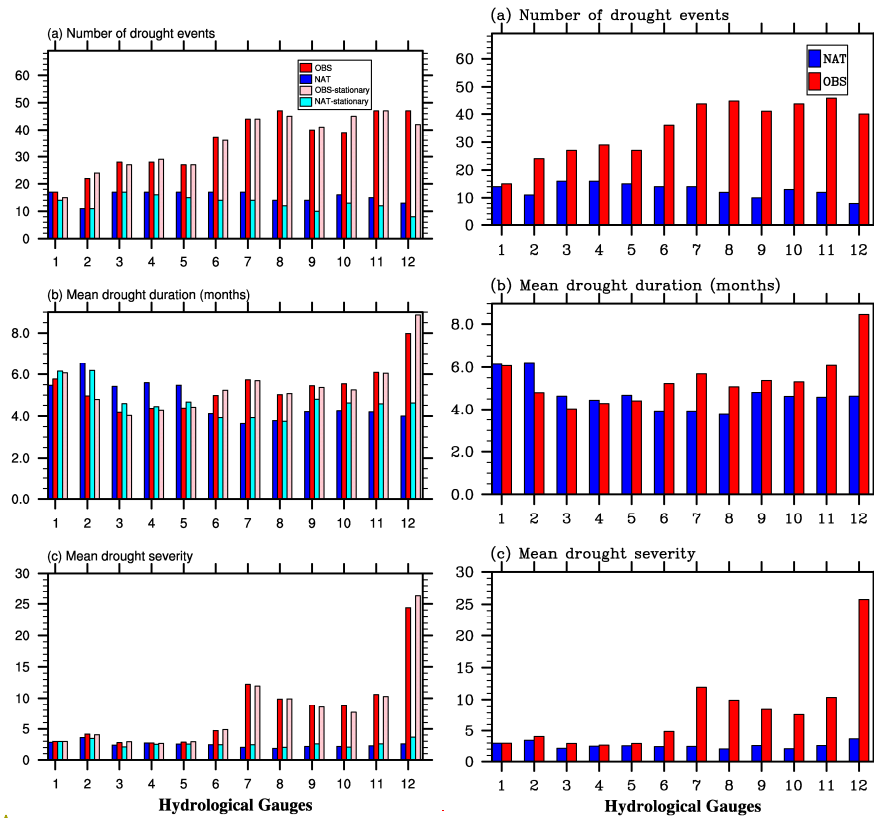 (a) Number of drought events
60
50
40
30
20
10
0
OBS
NAT
OBS-stationary
NAT-stationary
1 2 3 4 5 6 7 8 9 10 11 12
(b) Mean drought duration (months)
8.0
6.0
4.0
2.0
0.0
1 2 3 4 5 6 7 8 9 10 11 12
(c) Mean drought severity
30
25
20
15
10
5
0
1 2 3 4 5 6 7 8 9 10 11 12
Hydrological Gauges
(a) Number of drought events
60
50
40
30
20
10
0
NAT
OBS
1 2 3 4 5 6 7 8 9 10 11 12
(b) Mean drought duration (months)
8.0
6.0
4.0
2.0
0.0
1 2 3 4 5 6 7 8 9 10 11 12
(c) Mean drought severity
30
25
20
15
10
5
0
1 2 3 4 5 6 7 8 9 10 11 12
Hydrological Gauges